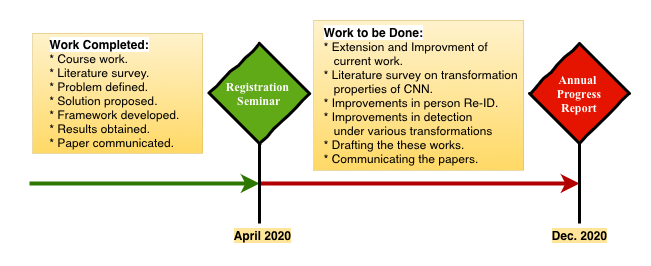 Work Completed:
* Course work.
* Literature survey.
* Problem defined.
* Solution proposed.
* Framework developed.
* Results obtained.
* Paper communicated.
Registration
Seminar
Work to be Done:
* Extension and Improvment of
current work.
* Literature survey on transformation
properties of CNN.
* Improvements in person Re-ID.
* Improvements in detection
under various transformations
* Drafting the these works.
* Communicating the papers.
Annual
Progress
Report
April 2020
Dec. 2020